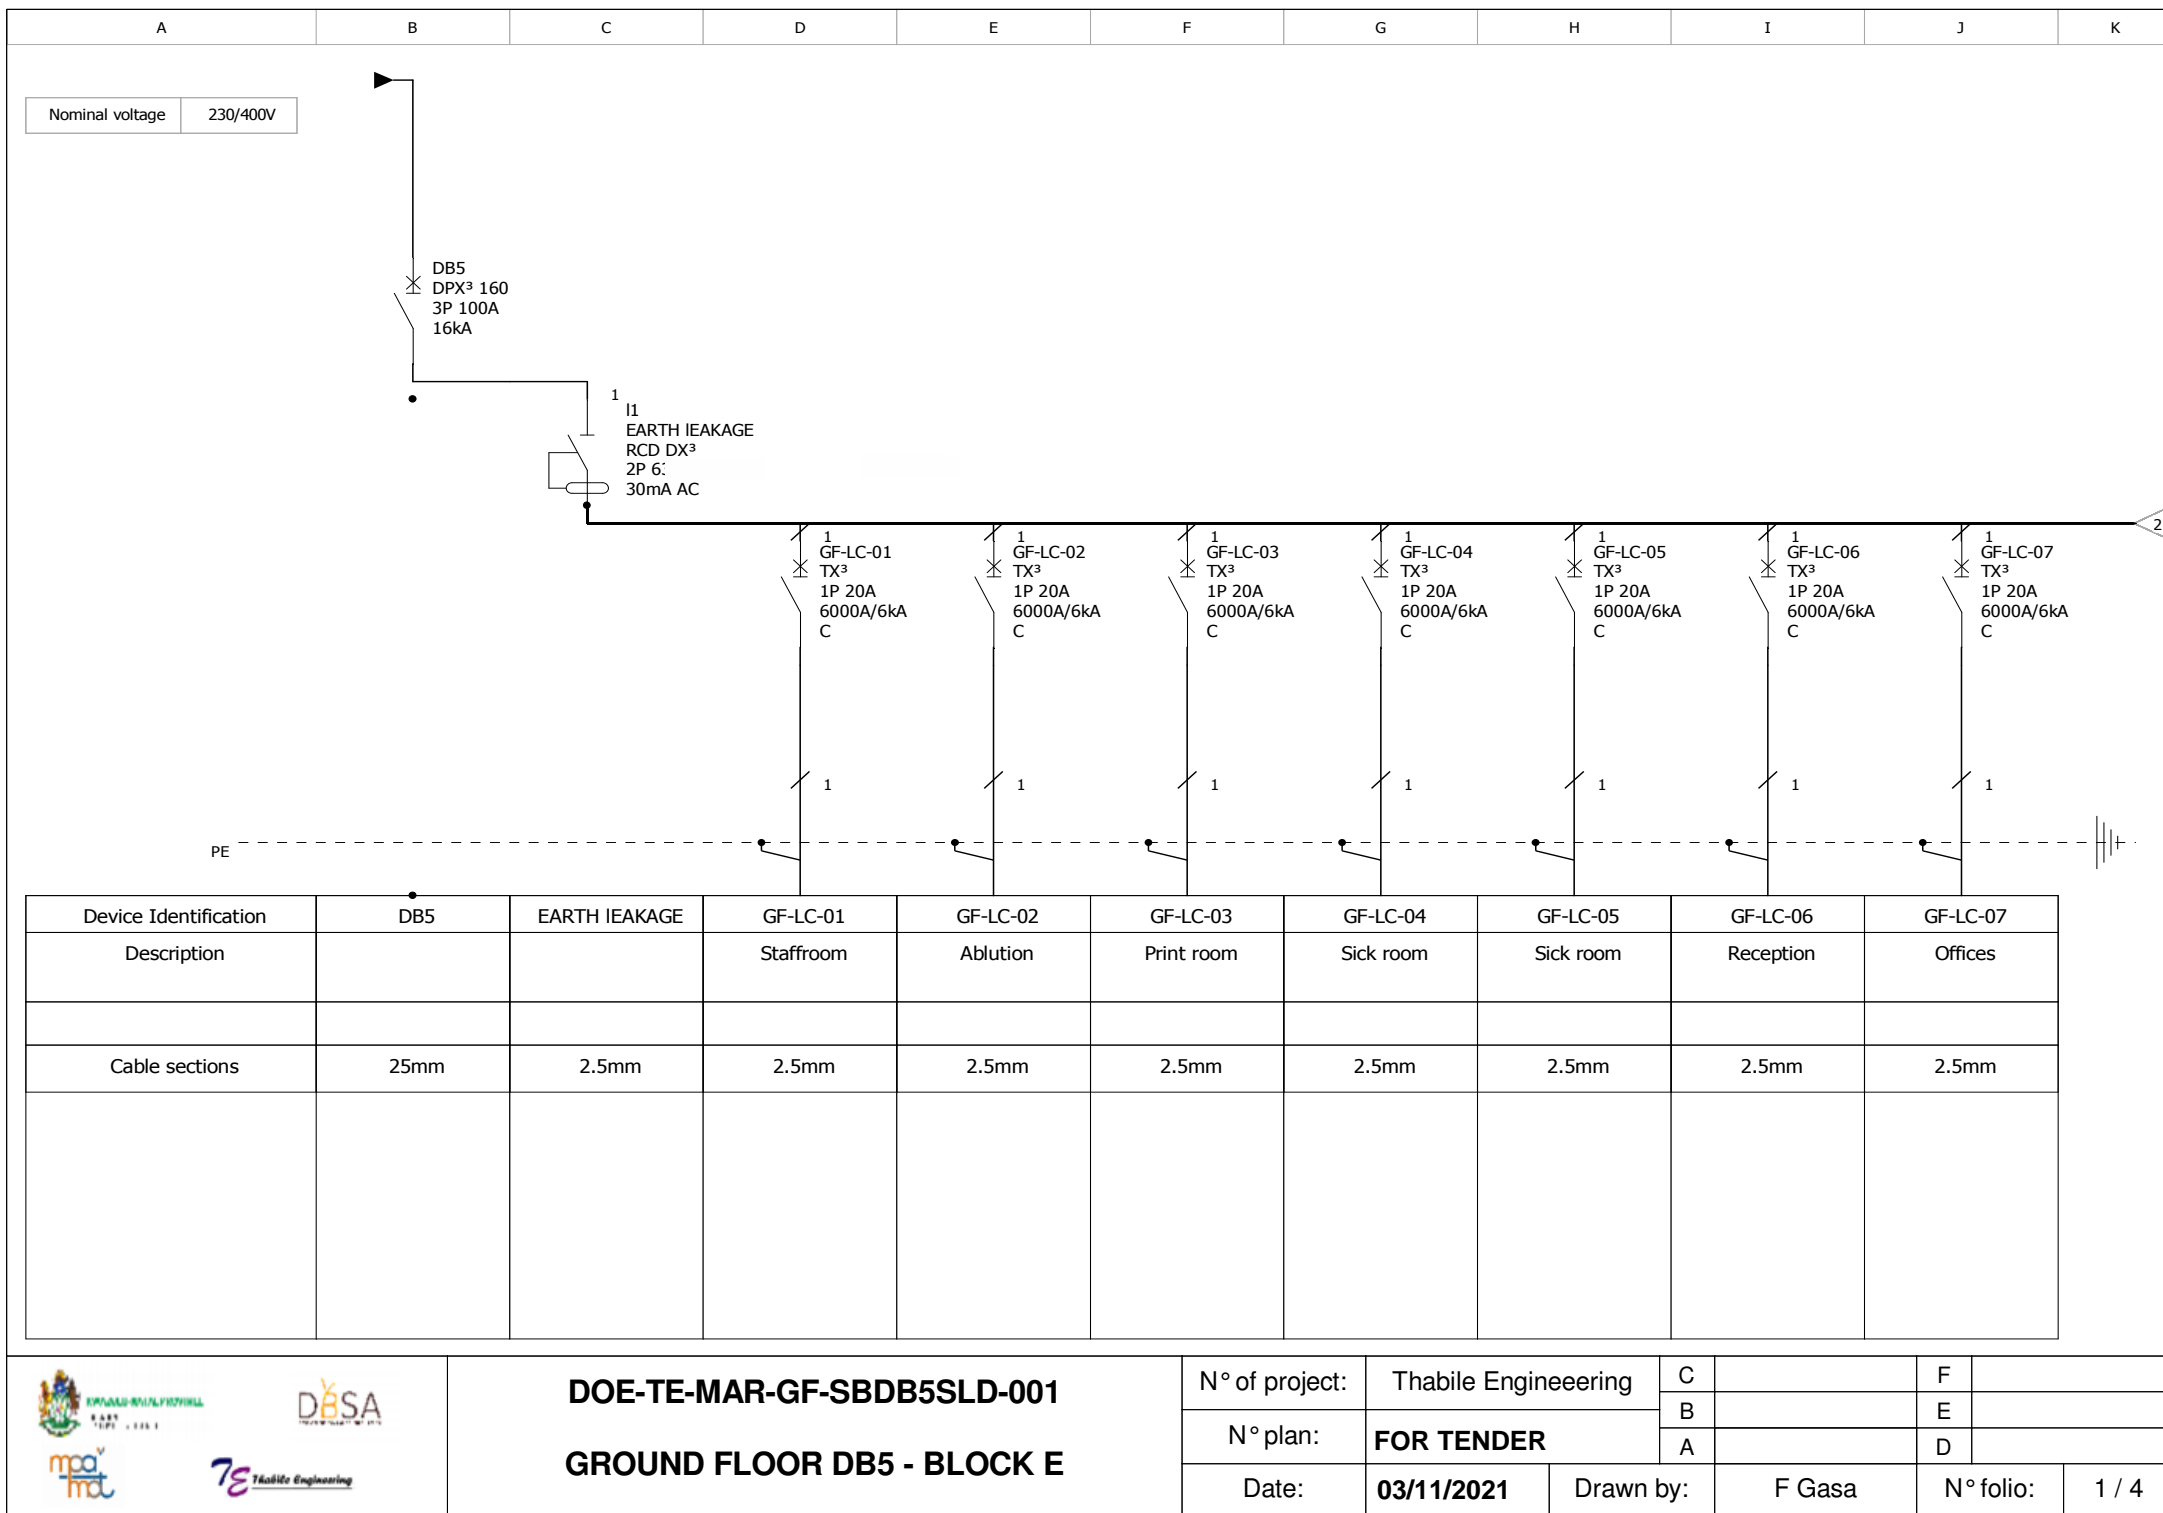 A B C D E F G H I J K
Nominal voltage 230/400V
DB5
DPX³ 160
3P 100A
16kA
1
I1
EARTH lEAKAGE
RCD DX³
2P
30mA AC
2
1 1 1 1 1 1 1
GF-LC-01 GF-LC-02 GF-LC-03 GF-LC-04 GF-LC-05 GF-LC-06 GF-LC-07
TX³ TX³ TX³ TX³ TX³ TX³ TX³
1P 20A 1P 20A 1P 20A 1P 20A 1P 20A 1P 20A 1P 20A
6000A/6kA 6000A/6kA 6000A/6kA 6000A/6kA 6000A/6kA 6000A/6kA 6000A/6kA
C C C C C C C
1 1 1 1 1 1 1
PE
Device Identification DB5 EARTH lEAKAGE GF-LC-01 GF-LC-02 GF-LC-03 GF-LC-04 GF-LC-05 GF-LC-06 GF-LC-07
Description Staffroom Ablution Print room Sick room Sick room Reception Offices
Cable sections 25mm 2.5mm 2.5mm 2.5mm 2.5mm 2.5mm 2.5mm 2.5mm 2.5mm
DBSA
mpa
mot
TE Thabile Engineering
DOE-TE-MAR-GF-SBDB5SLD-001
GROUND FLOOR DB5 - BLOCK E
N° of project: Thabile Engineeering C F
B E
N° plan: FOR TENDER A D
Date: 03/11/2021 Drawn by: F Gasa N° folio: 1 / 4